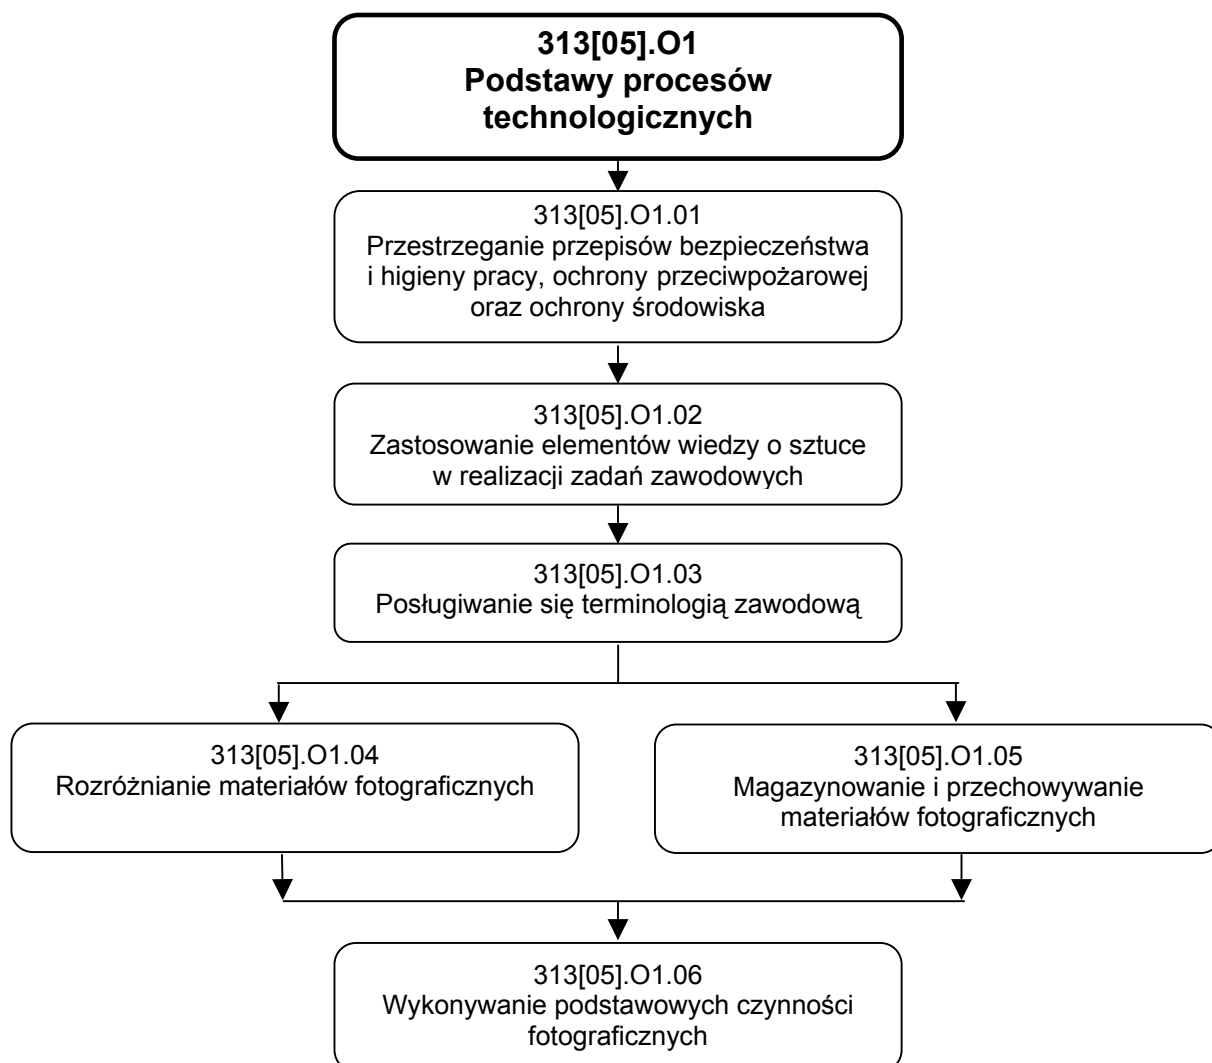 313[05].O1
Podstawy procesów
technologicznych
313[05].O1.01
Przestrzeganie przepisów bezpieczeństwa
i higieny pracy, ochrony przeciwpożarowej
oraz ochrony środowiska
313[05].O1.02
Zastosowanie elementów wiedzy o sztuce
w realizacji zadań zawodowych
313[05].O1.03
Posługiwanie się terminologią zawodową
313[05].O1.04
Rozróżnianie materiałów fotograficznych
313[05].O1.05
Magazynowanie i przechowywanie
materiałów fotograficznych
313[05].O1.06
Wykonywanie podstawowych czynności
fotograficznych